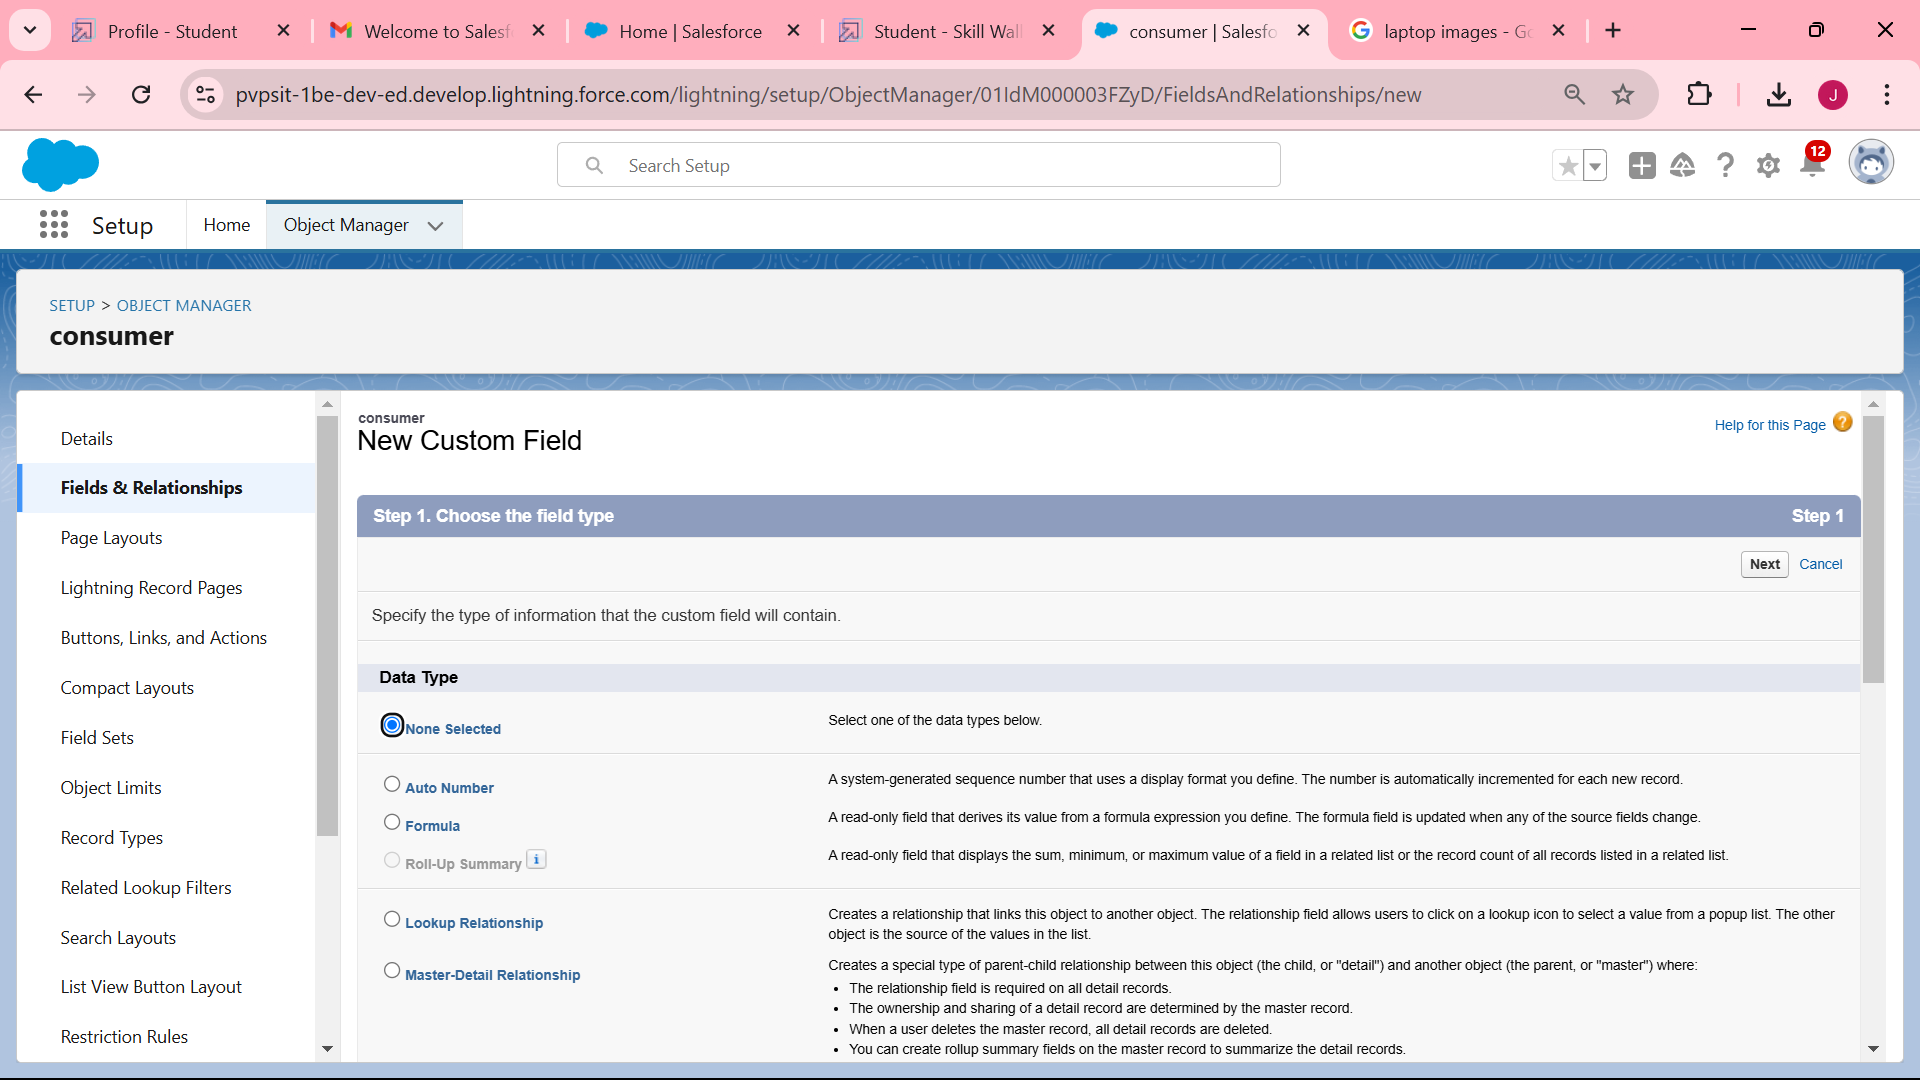 Profile - Student
Welcome to Salesf
Home | Salesforce
Student - Skill Wall
consumer | Salesfo
laptop images - Go
pvpsit-1be-dev-ed.develop.lightning.force.com/lightning/setup/ObjectManager/01IdM000003FZyD/FieldsAndRelationships/new
J
Search Setup
12
Setup
Home
Object Manager
SETUP > OBJECT MANAGER
consumer
Details
Fields & Relationships
Page Layouts
Lightning Record Pages
Buttons, Links, and Actions
Compact Layouts
Field Sets
Object Limits
Record Types
Related Lookup Filters
Search Layouts
List View Button Layout
Restriction Rules
consumer
New Custom Field
Help for this Page ?
Step 1. Choose the field type
Step 1
Next
Cancel
Specify the type of information that the custom field will contain.
Data Type
None Selected
Select one of the data types below.
Auto Number
A system-generated sequence number that uses a display format you define. The number is automatically incremented for each new record.
Formula
A read-only field that derives its value from a formula expression you define. The formula field is updated when any of the source fields change.
Roll-Up Summary i
A read-only field that displays the sum, minimum, or maximum value of a field in a related list or the record count of all records listed in a related list.
Lookup Relationship
Creates a relationship that links this object to another object. The relationship field allows users to click on a lookup icon to select a value from a popup list. The other
object is the source of the values in the list.
Master-Detail Relationship
Creates a special type of parent-child relationship between this object (the child, or "detail") and another object (the parent, or "master") where:
• The relationship field is required on all detail records.
• The ownership and sharing of a detail record are determined by the master record.
• When a user deletes the master record, all detail records are deleted.
• You can create rollup summary fields on the master record to summarize the detail records.